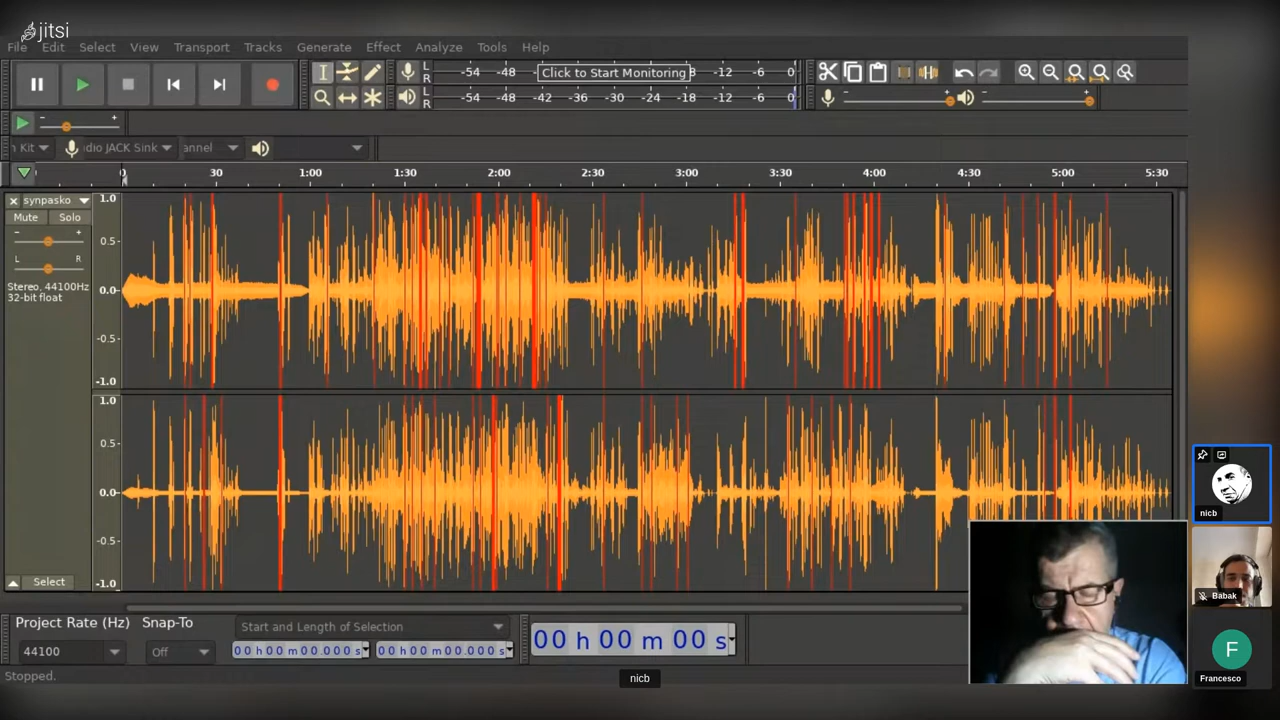 jitsi
File Edit Select View Transport Tracks Generate Effect Analyze Tools Help
L
R
-54 -48 Click to Start Monitoring 8 -12 -6 0
L
R
-54 -48 -42 -36 -30 -24 -18 -12 -6 0
- +
- +
- +
Kit
dio JACK Sink
annel
0 30 1:00 1:30 2:00 2:30 3:00 3:30 4:00 4:30 5:00 5:30
synpasko
Mute Solo
- +
L R
Stereo, 44100Hz
32-bit float
1.0
0.5
0.0
-0.5
-1.0
1.0
0.5
0.0
-0.5
-1.0
Select
Project Rate (Hz) Snap-To
Start and Length of Selection
44100
Off
00 h 00 m 00.000 s
00 h 00 m 00.000 s
00 h 00 m 00 s
Stopped.
nicb
nicb
Babak
F
Francesco